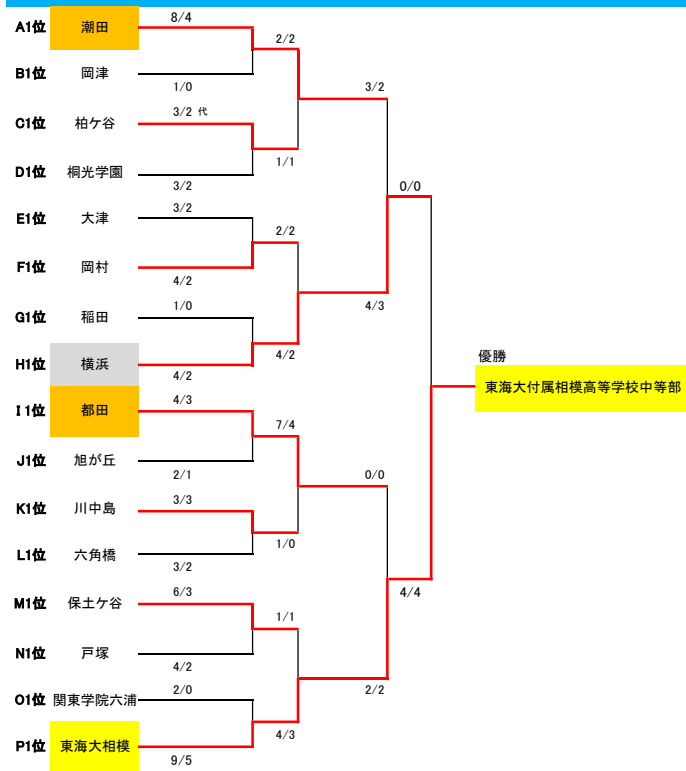 A1位 潮田 8/4
2/2
B1位 岡津 1/0
3/2
C1位 柏ケ谷 3/2 代
1/1
D1位 桐光学園 3/2
0/0
E1位 大津 3/2
2/2
F1位 岡村 4/2
4/3
G1位 稲田 1/0
4/2
H1位 横浜 4/2
優勝
東海大付属相模高等学校中等部
I1位 都田 4/3
7/4
J1位 旭が丘 2/1
0/0
K1位 川中島 3/3
1/0
L1位 六角橋 3/2
4/4
M1位 保土ケ谷 6/3
1/1
N1位 戸塚 4/2
2/2
O1位 関東学院六浦 2/0
4/3
P1位 東海大相模 9/5